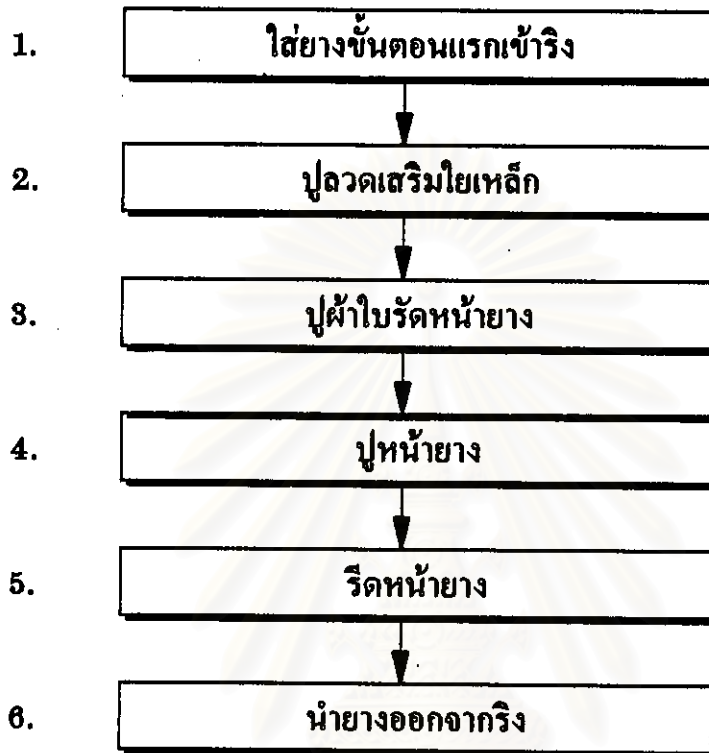 1. ใส่ยางขั้นตอนแรกเข้าริง
2. ปูลวดเสริมใยเหล็ก
3. ปูผ้าใบรัดหน้ายาง
4. ปูหน้ายาง
5. รีดหน้ายาง
6. นำยางออกจากริง